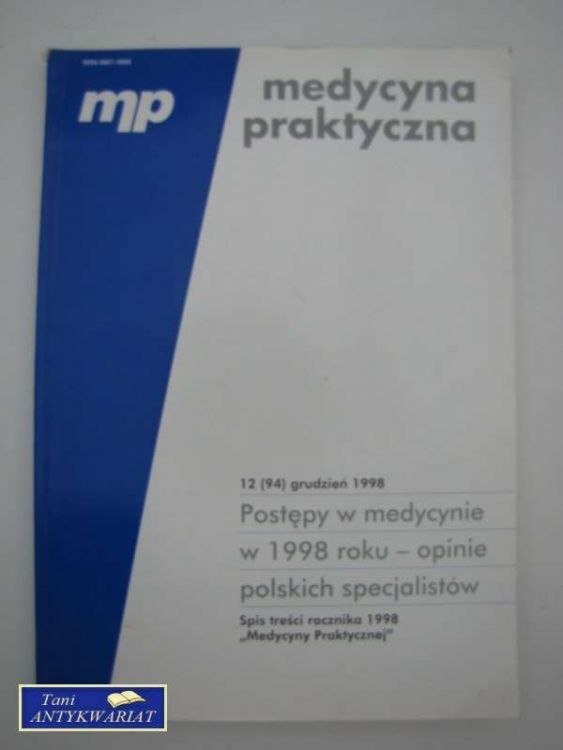 mp
medycyna
praktyczna
12 (94) grudzień 1998
Postępy w medycynie
w 1998 roku – opinie
polskich specjalistów
Spis treści rocznika 1998
„Medycyny Praktycznej”
Tani
ANTYKWARIAT